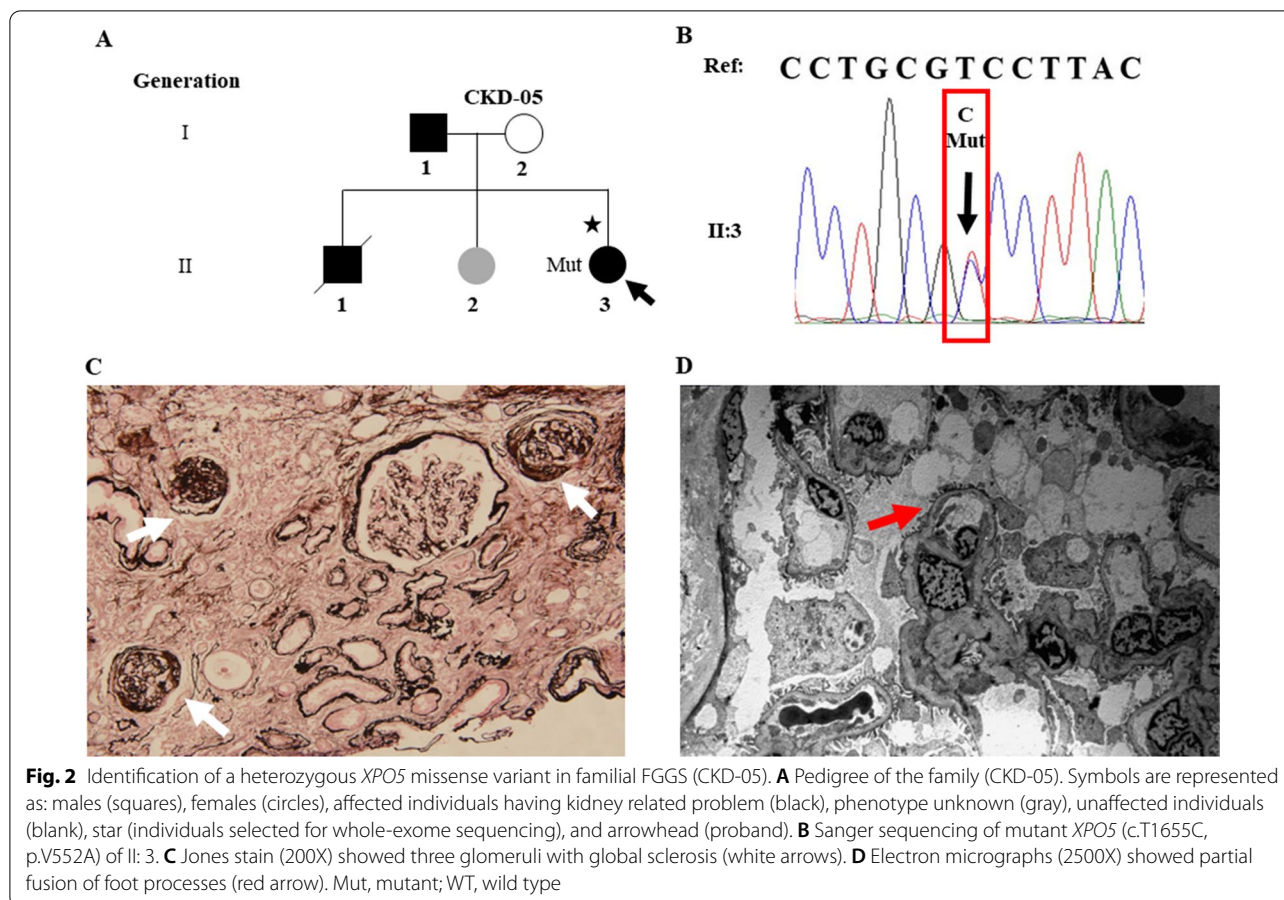 A
B
Ref: C C T G C G T C C T T A C
Generation
CKD-05
C
Mut
I
1
2
II:3
II
Mut
1
2
3
C
D
Fig. 2 Identification of a heterozygous XPO5 missense variant in familial FGGS (CKD-05). A Pedigree of the family (CKD-05). Symbols are represented
as: males (squares), females (circles), affected individuals having kidney related problem (black), phenotype unknown (gray), unaffected individuals
(blank), star (individuals selected for whole-exome sequencing), and arrowhead (proband). B Sanger sequencing of mutant XPO5 (c.T1655C,
p.V552A) of II: 3. C Jones stain (200X) showed three glomeruli with global sclerosis (white arrows). D Electron micrographs (2500X) showed partial
fusion of foot processes (red arrow). Mut, mutant; WT, wild type